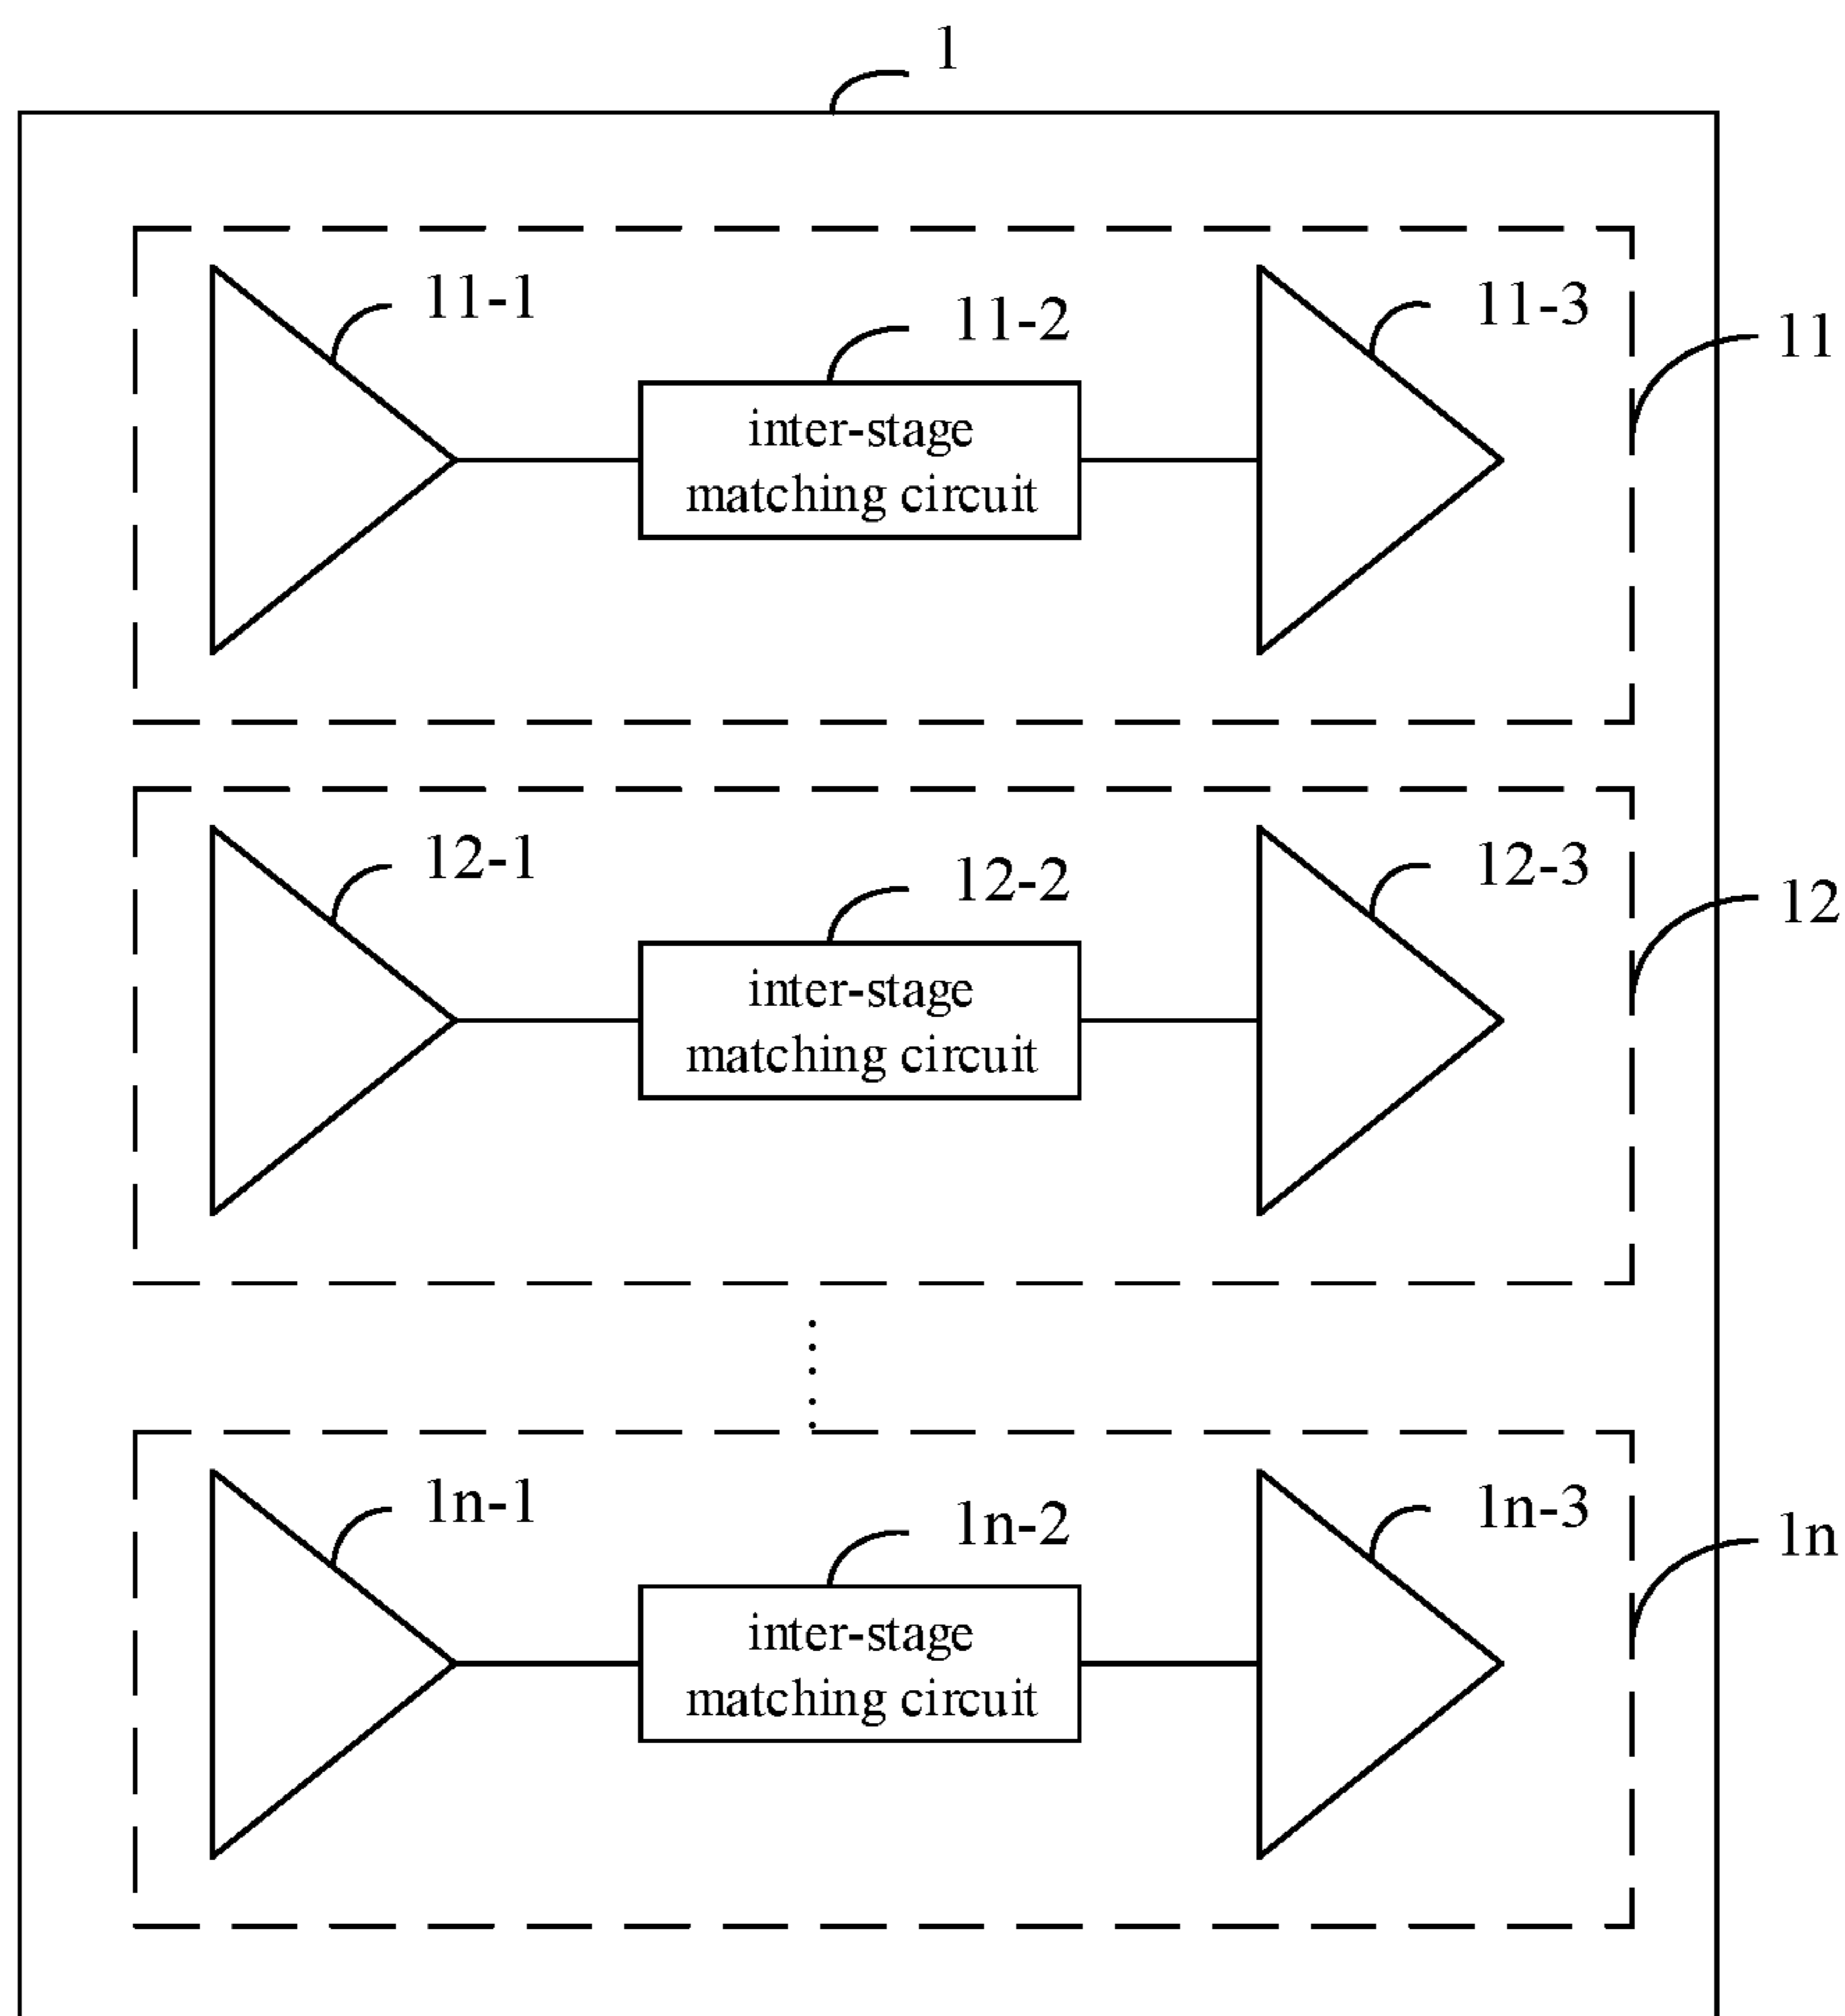 1
11-1
11-2
11-3
11
inter-stage
matching circuit
12-1
12-2
12-3
12
inter-stage
matching circuit
1n-1
1n-2
1n-3
1n
inter-stage
matching circuit